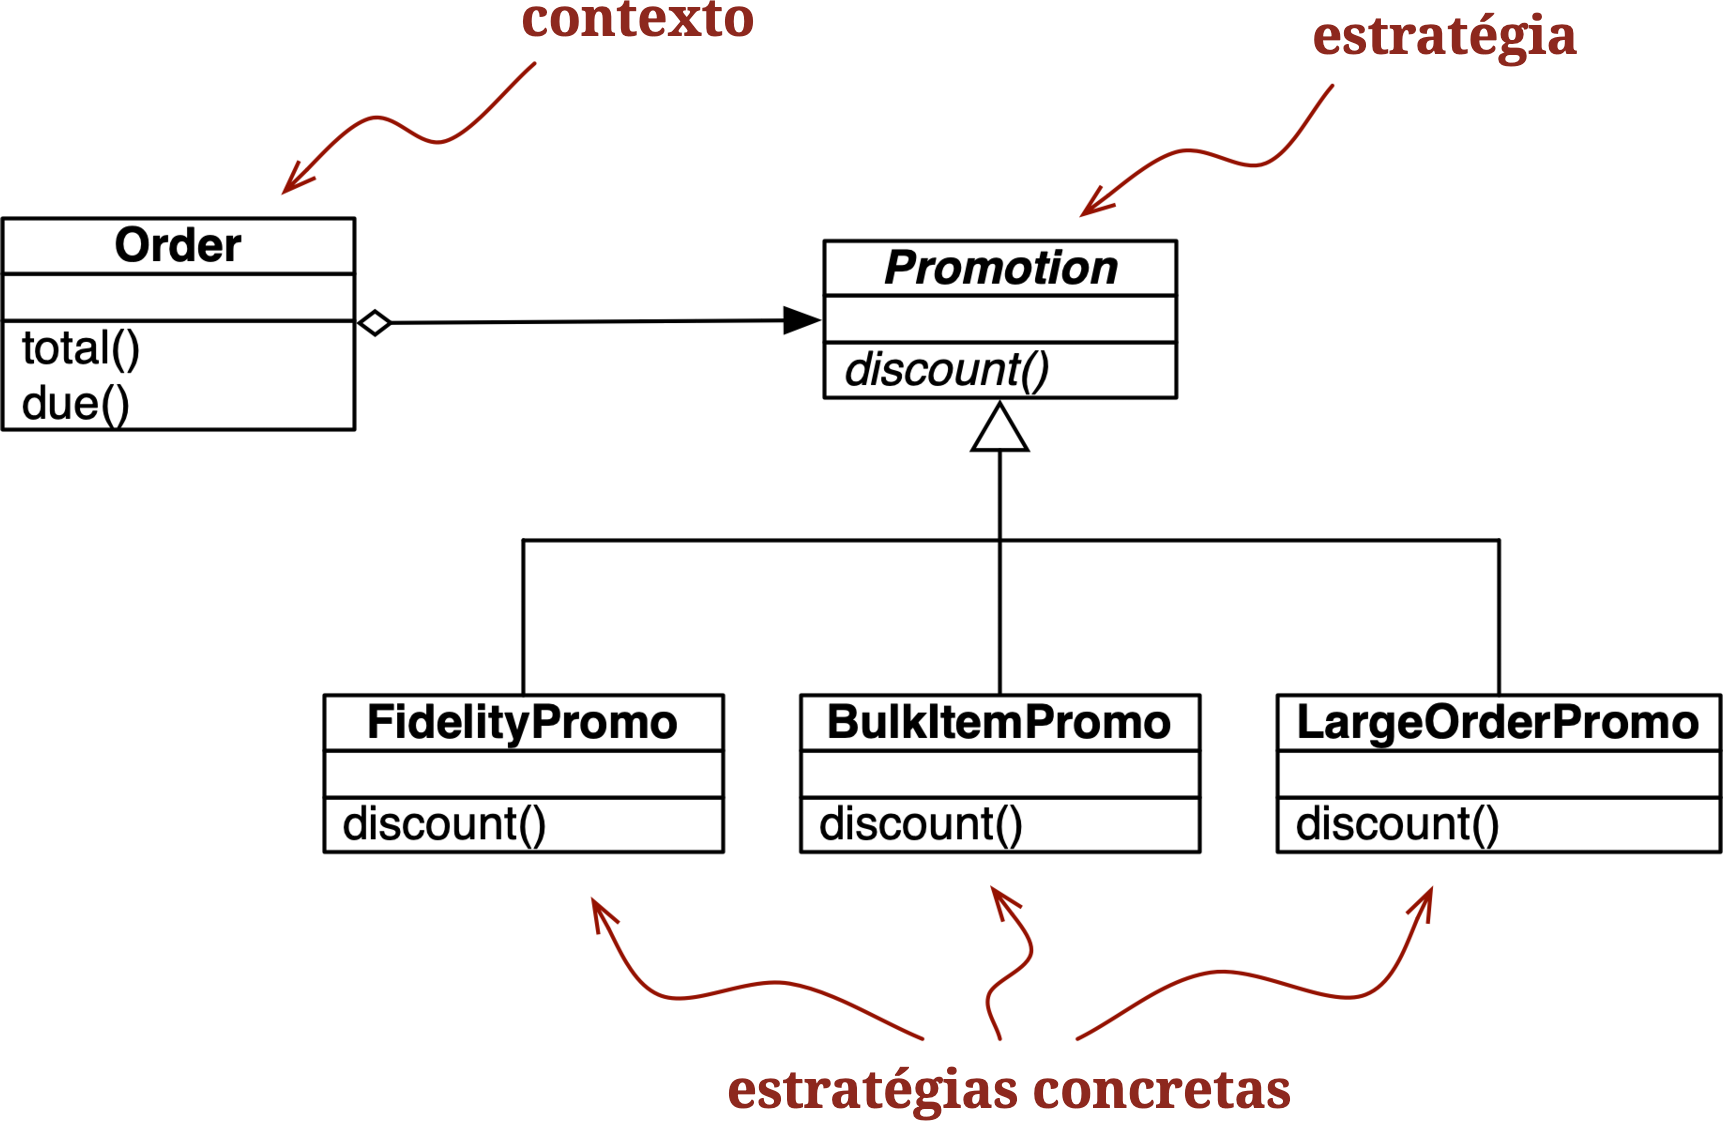 contexto
estratégia
Order
total()
due()
Promotion
discount()
FidelityPromo
discount()
BulkItemPromo
discount()
LargeOrderPromo
discount()
estratégias concretas